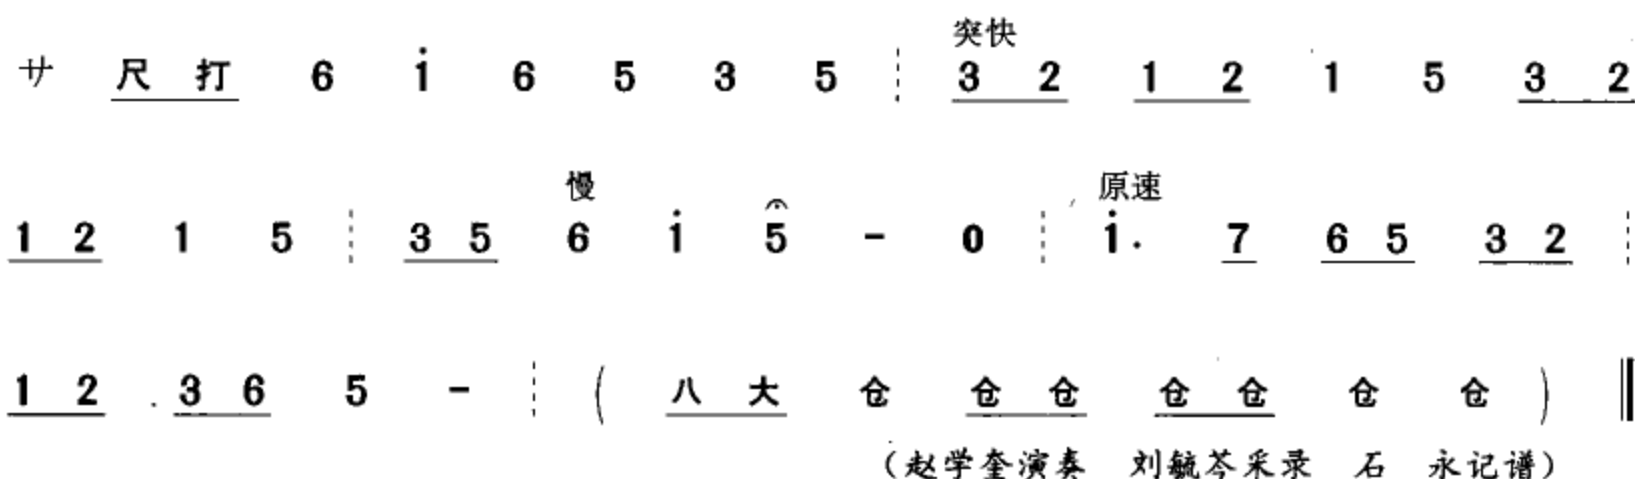 突快
サ 尺 打 6 i 6 5 3 5 ┊ 3 2 1 2 1 5 3 2
慢 原速
1 2 1 5 ┊ 3 5 6 i 5 - 0 ┊ i· 7 6 5 3 2 ┊
1 2 3 6 5 - ┊ ( 八 大 仓 仓 仓 仓 仓 仓 仓 ) ‖
（赵学奎演奏 刘毓芩采录 石 永记谱）